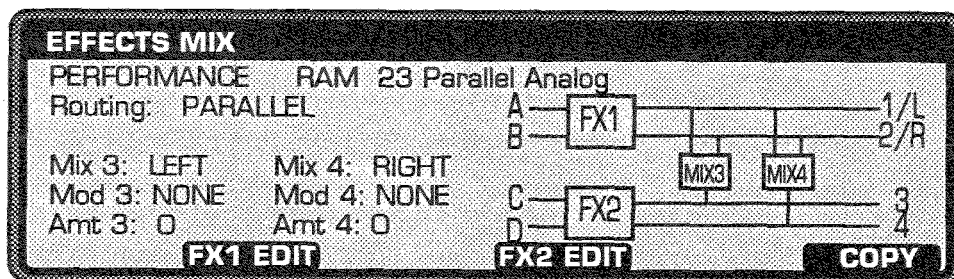 EFFECTS MIX
PERFORMANCE RAM 23 Parallel Analog
Routing: PARALLEL
A FX1 1/L
B 2/R
Mix 3: LEFT Mix 4: RIGHT MIX3 MIX4
Mod 3: NONE Mod 4: NONE C FX2 3
Amt 3: 0 Amt 4: 0 D 4
FX1 EDIT FX2 EDIT COPY